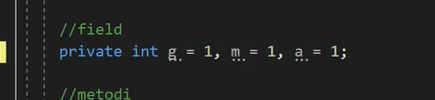 //field
private int g = 1, m = 1, a = 1;
//metodi